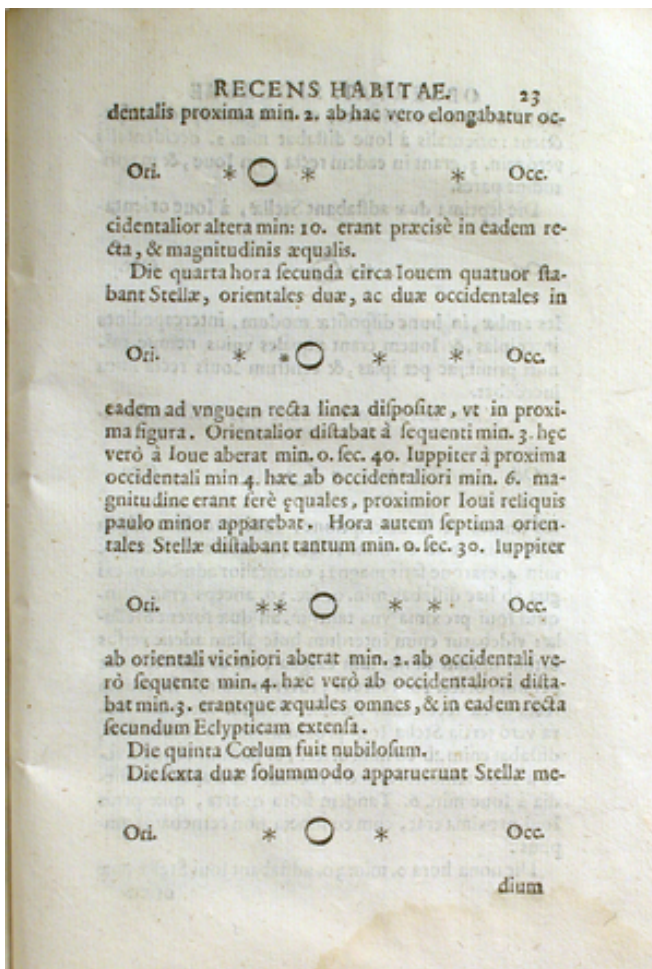 RECENS HABITAE. 23
dentalis proxima min. 2. ab hac vero elongabatur oc-
Ori. * O * * Occ.
cidentalior altera min: 10. erant præcisè in eadem re-
cta, & magnitudinis æqualis.
Die quarta hora ſecunda circa Iouem quatuor ſta-
bant Stellæ, orientales duæ, ac duæ occidentales in
Ori. * * O * * Occ.
eadem ad vnguem recta linea diſpoſitæ, vt in proxi-
ma figura. Orientalior diſtabat à ſequenti min. 3. hęc
verò à Ioue aberat min. 0. ſec. 40. Iuppiter à proxima
occidentali min 4. hæc ab occidentaliori min. 6. ma-
gnitudine erant ferè ęquales, proximior Ioui reliquis
paulo minor apparebat. Hora autem ſeptima orien-
tales Stellæ diſtabant tantum min. 0. ſec. 30. Iuppiter
Ori. ** O * * Occ.
ab orientali viciniori aberat min. 2. ab occidentali ve-
rò ſequente min. 4. hæc verò ab occidentaliori diſta-
bat min. 3. erantque æquales omnes, & in eadem recta
ſecundum Eclypticam extenſa.
Die quinta Cœlum fuit nubiloſum.
Die ſexta duæ ſolummodo apparuerunt Stellæ me-
Ori. * O * Occ.
dium